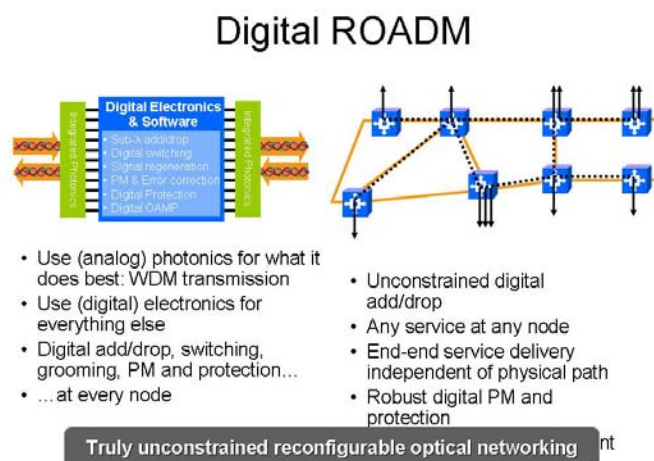 Digital ROADM
Integrated Photonics
Digital Electronics
& Software
•Sub-λ add/drop
•Digital switching
•Signal regeneration
•PM & Error correction
•Digital Protection
•Digital OAMP
Integrated Photonics
• Use (analog) photonics for what it
does best: WDM transmission
• Use (digital) electronics for
everything else
• Digital add/drop, switching,
grooming, PM and protection…
• …at every node
• Unconstrained digital
add/drop
• Any service at any node
• End-end service delivery
independent of physical path
• Robust digital PM and
protection
nt
Truly unconstrained reconfigurable optical networking